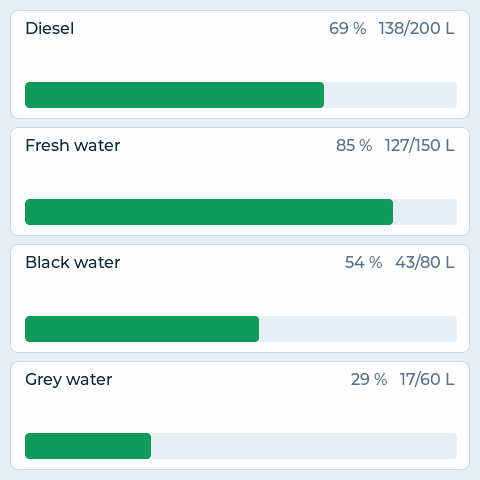 Diesel 69 % 138/200 L
Fresh water 85 % 127/150 L
Black water 54 % 43/80 L
Grey water 29 % 17/60 L